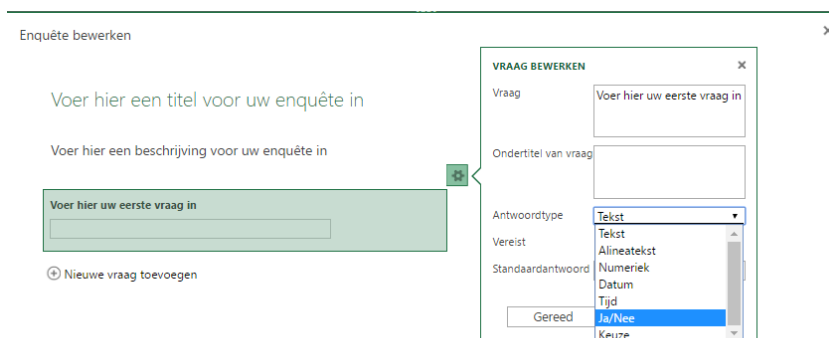 Enquête bewerken
Voer hier een titel voor uw enquête in
Voer hier een beschrijving voor uw enquête in
Voer hier uw eerste vraag in
Nieuwe vraag toevoegen
VRAAG BEWERKEN
Vraag
Voer hier uw eerste vraag in
Ondertitel van vraag
Antwoordtype
Tekst
Tekst
Alineatekst
Numeriek
Datum
Tijd
Ja/Nee
Keuze
Vereist
Standaardantwoord
Gereed